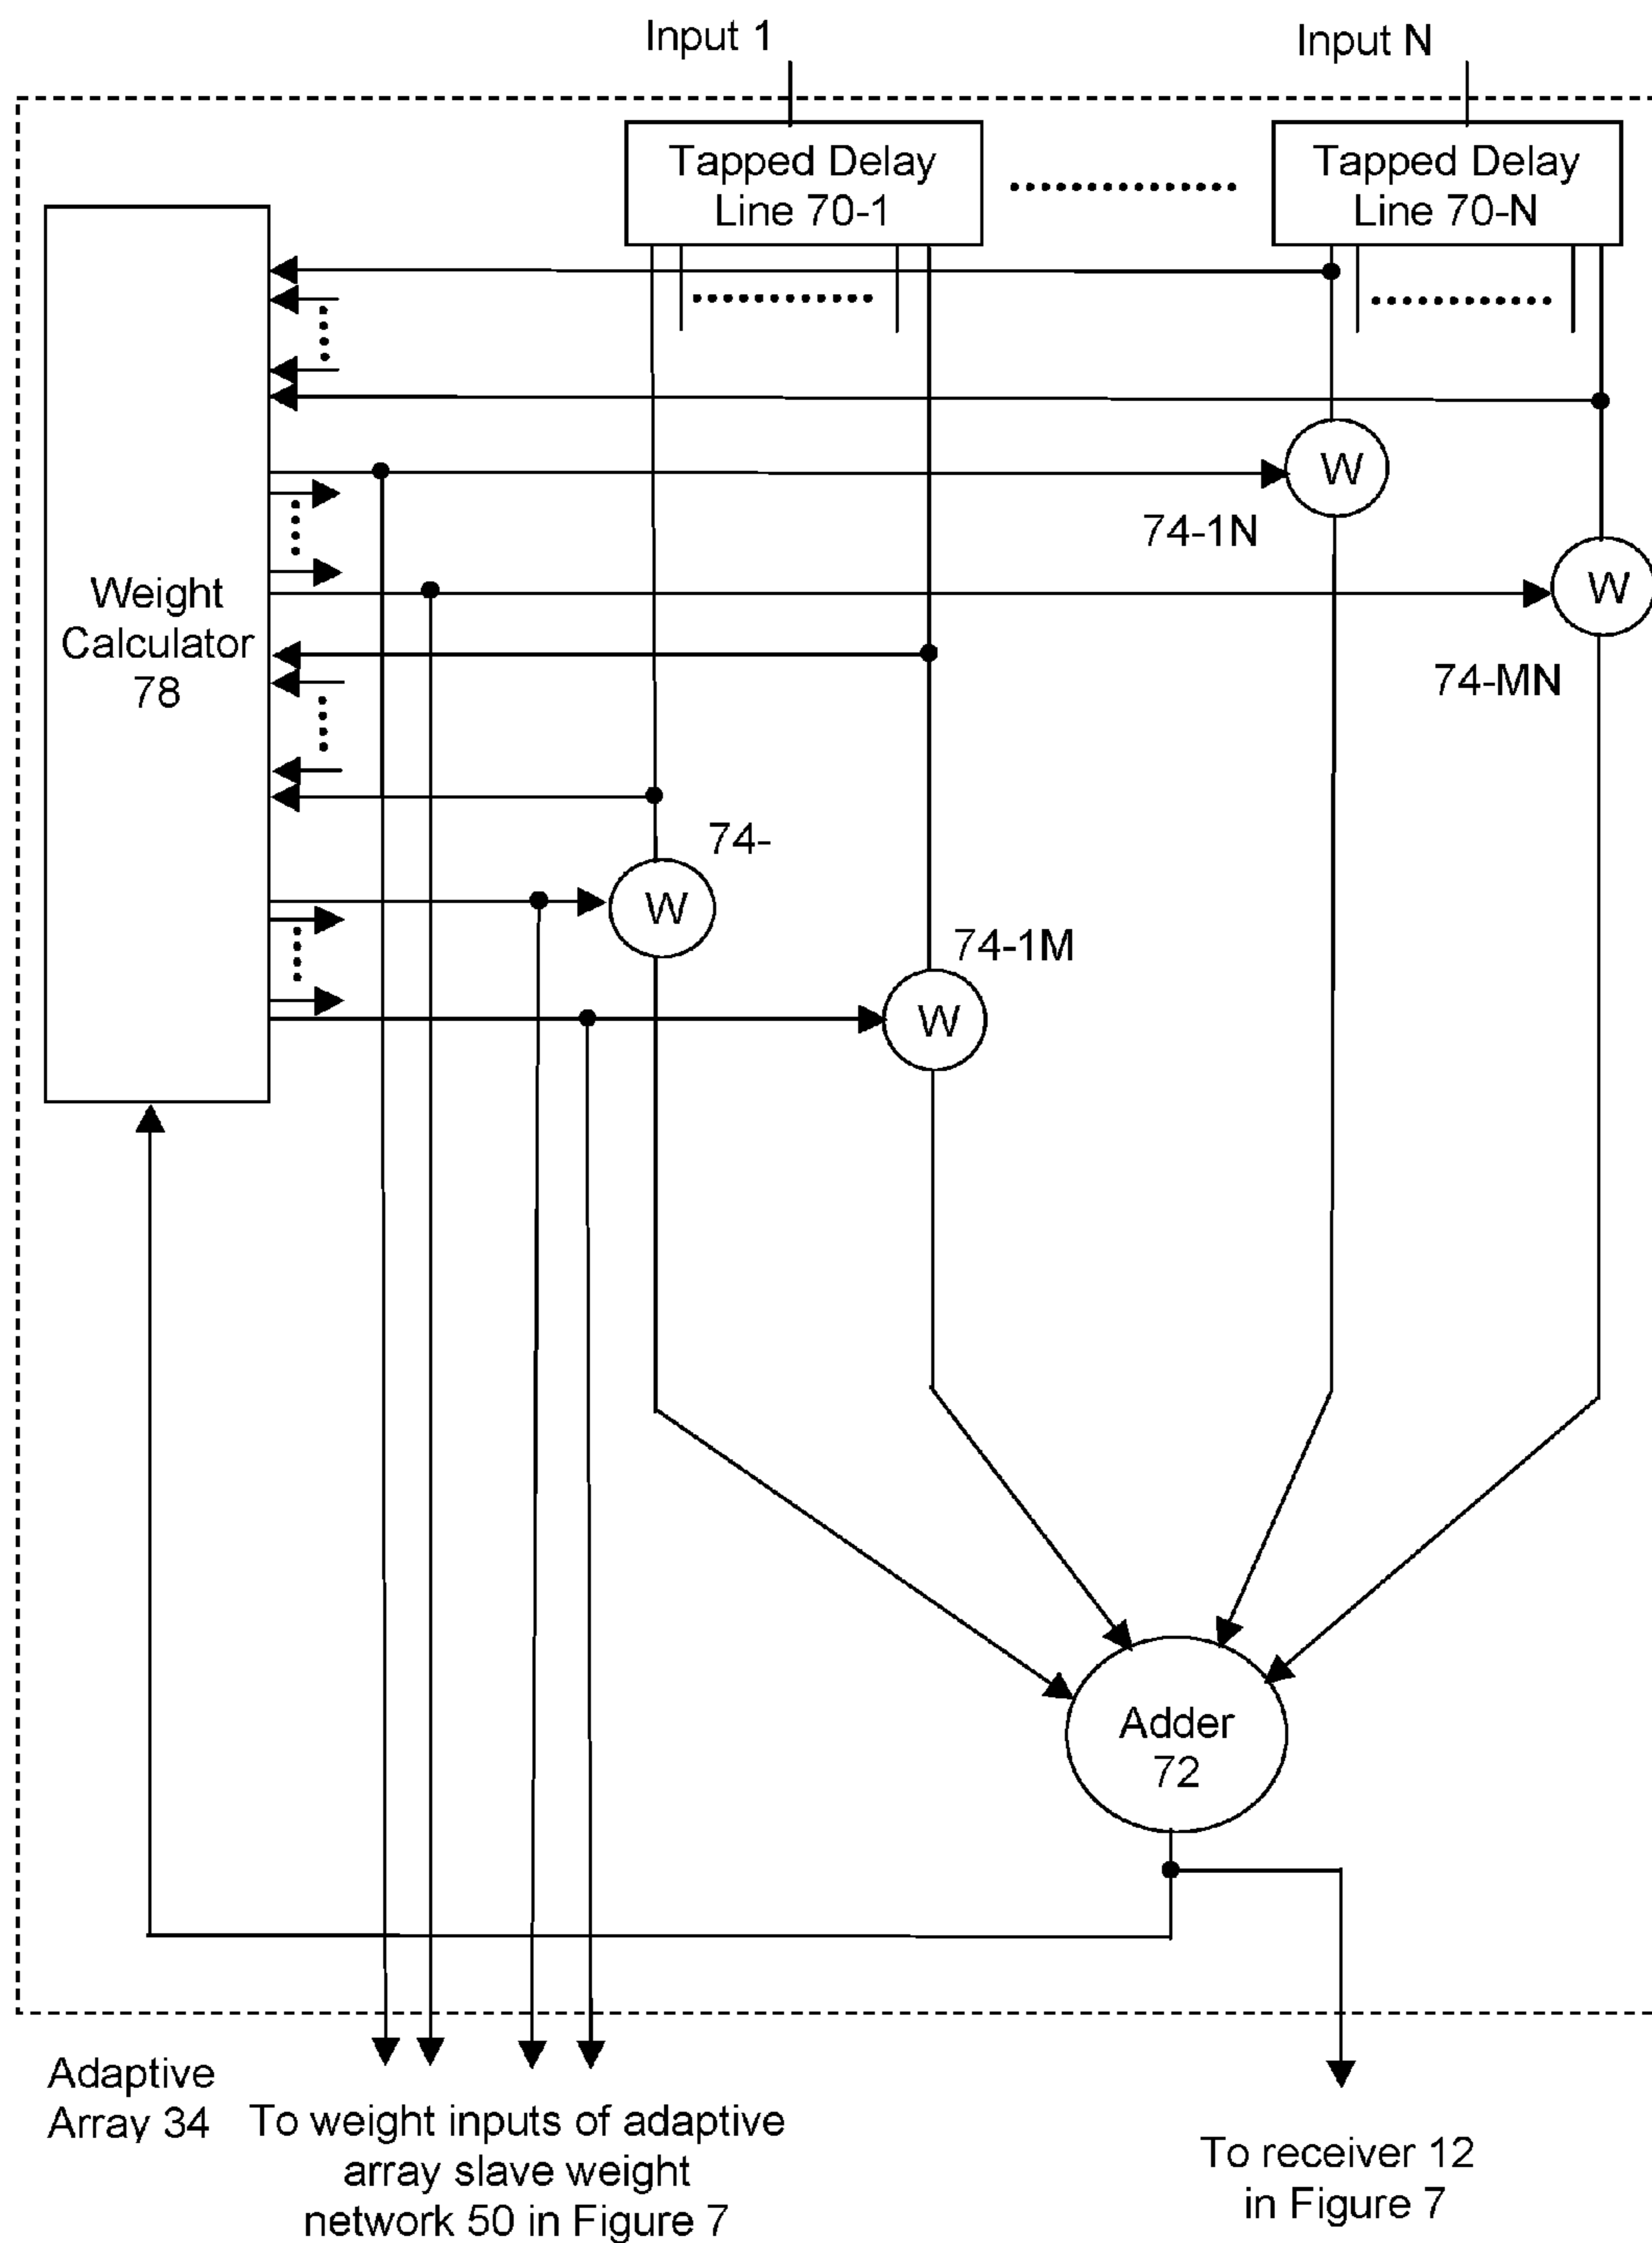 Input 1
Input N
Tapped Delay
Line 70-1
Tapped Delay
Line 70-N
W
74-1N
W
74-MN
Weight
Calculator
78
74-
W
74-1M
W
Adder
72
Adaptive
Array 34
To weight inputs of adaptive
array slave weight
network 50 in Figure 7
To receiver 12
in Figure 7